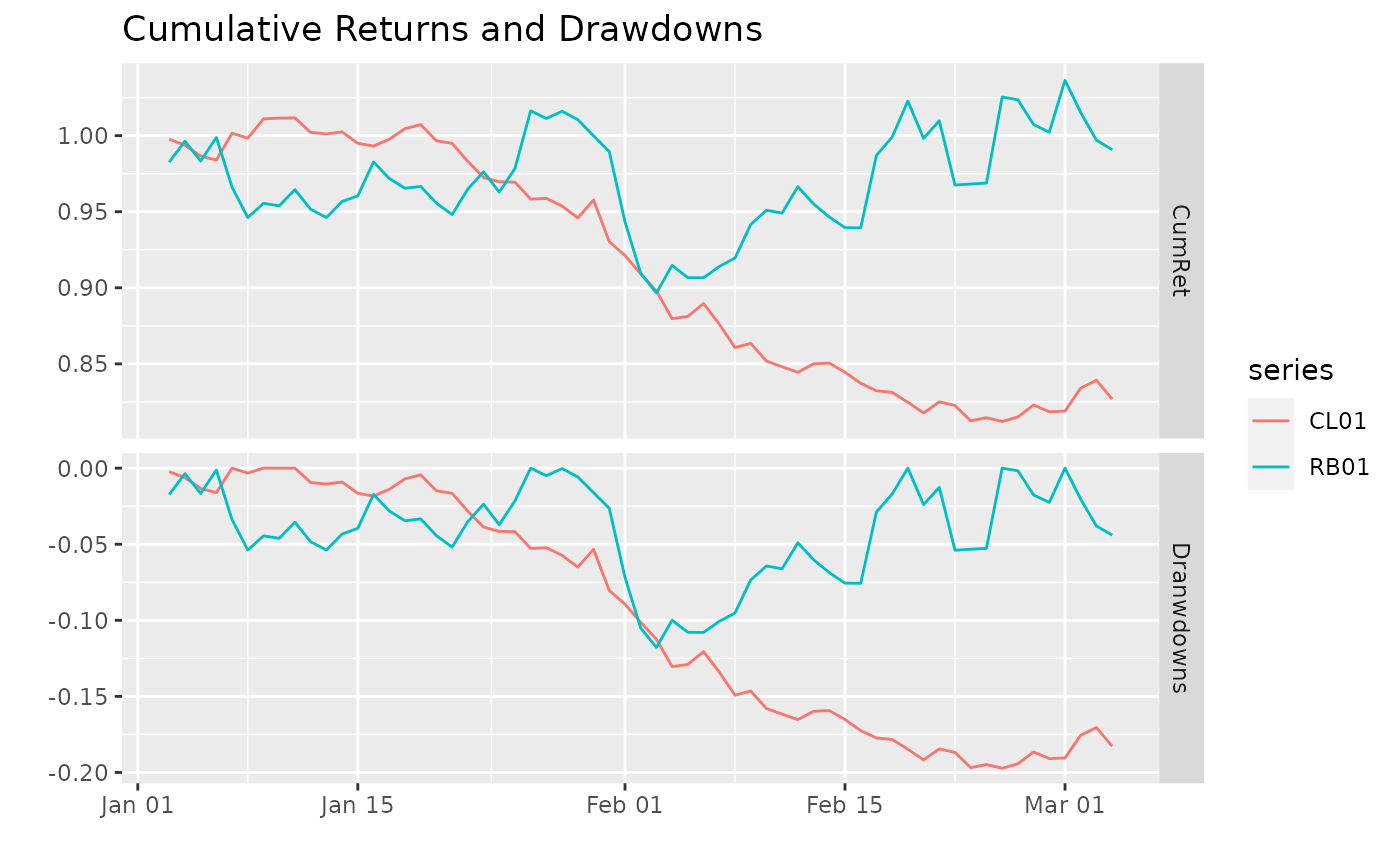 Cumulative Returns and Drawdowns
1.00
0.95
0.90
0.85
CumRet
0.00
-0.05
-0.10
-0.15
-0.20
Dranwdowns
Jan 01
Jan 15
Feb 01
Feb 15
Mar 01
series
CL01
RB01